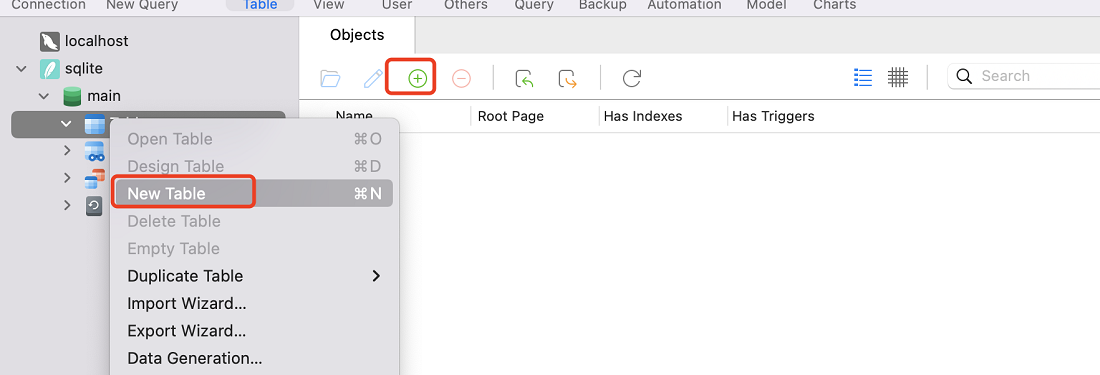 Connection New Query Table View User Others Query Backup Automation Model Charts
localhost
sqlite
main
Objects
Search
Name Root Page Has Indexes Has Triggers
Open Table ⌘O
Design Table ⌘D
New Table ⌘N
Delete Table
Empty Table
Duplicate Table
Import Wizard...
Export Wizard...
Data Generation...